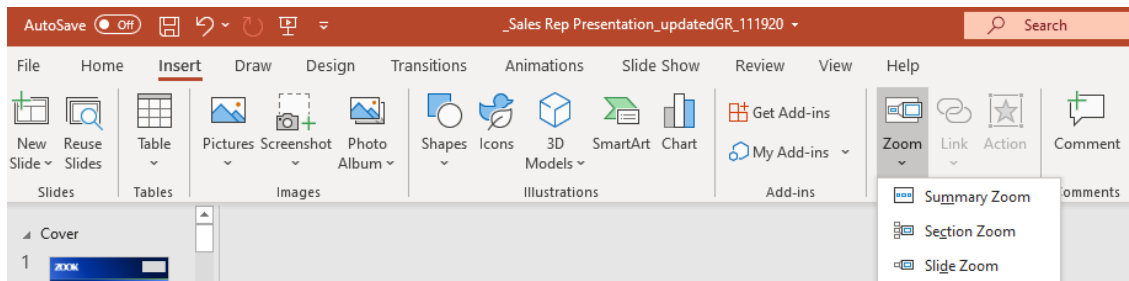 AutoSave Off _Sales Rep Presentation_updatedGR_111920 Search
File Home Insert Draw Design Transitions Animations Slide Show Review View Help
New Slide
Reuse Slides
Table
Pictures
Screenshot
Photo Album
Shapes
Icons
3D Models
SmartArt
Chart
Get Add-ins
My Add-ins
Zoom
Link
Action
Comment
Slides Tables Images Illustrations Add-ins omments
Summary Zoom
Section Zoom
Slide Zoom
Cover
1
ZOOK